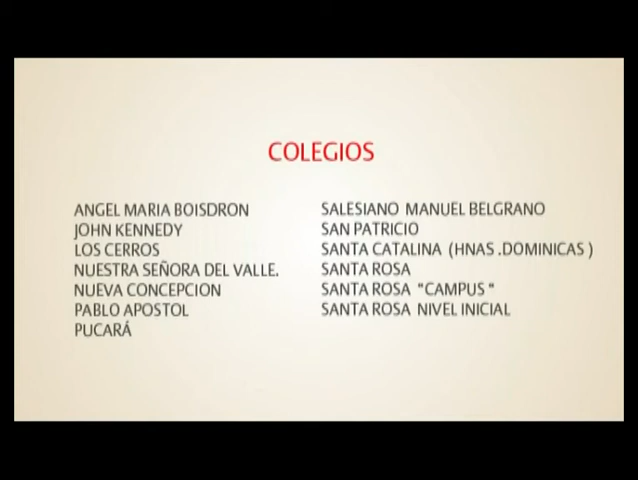 COLEGIOS
ANGEL MARIA BOISDRON
JOHN KENNEDY
LOS CERROS
NUESTRA SEÑORA DEL VALLE.
NUEVA CONCEPCION
PABLO APOSTOL
PUCARÁ
SALESIANO MANUEL BELGRANO
SAN PATRICIO
SANTA CATALINA (HNAS .DOMINICAS )
SANTA ROSA
SANTA ROSA "CAMPUS "
SANTA ROSA NIVEL INICIAL